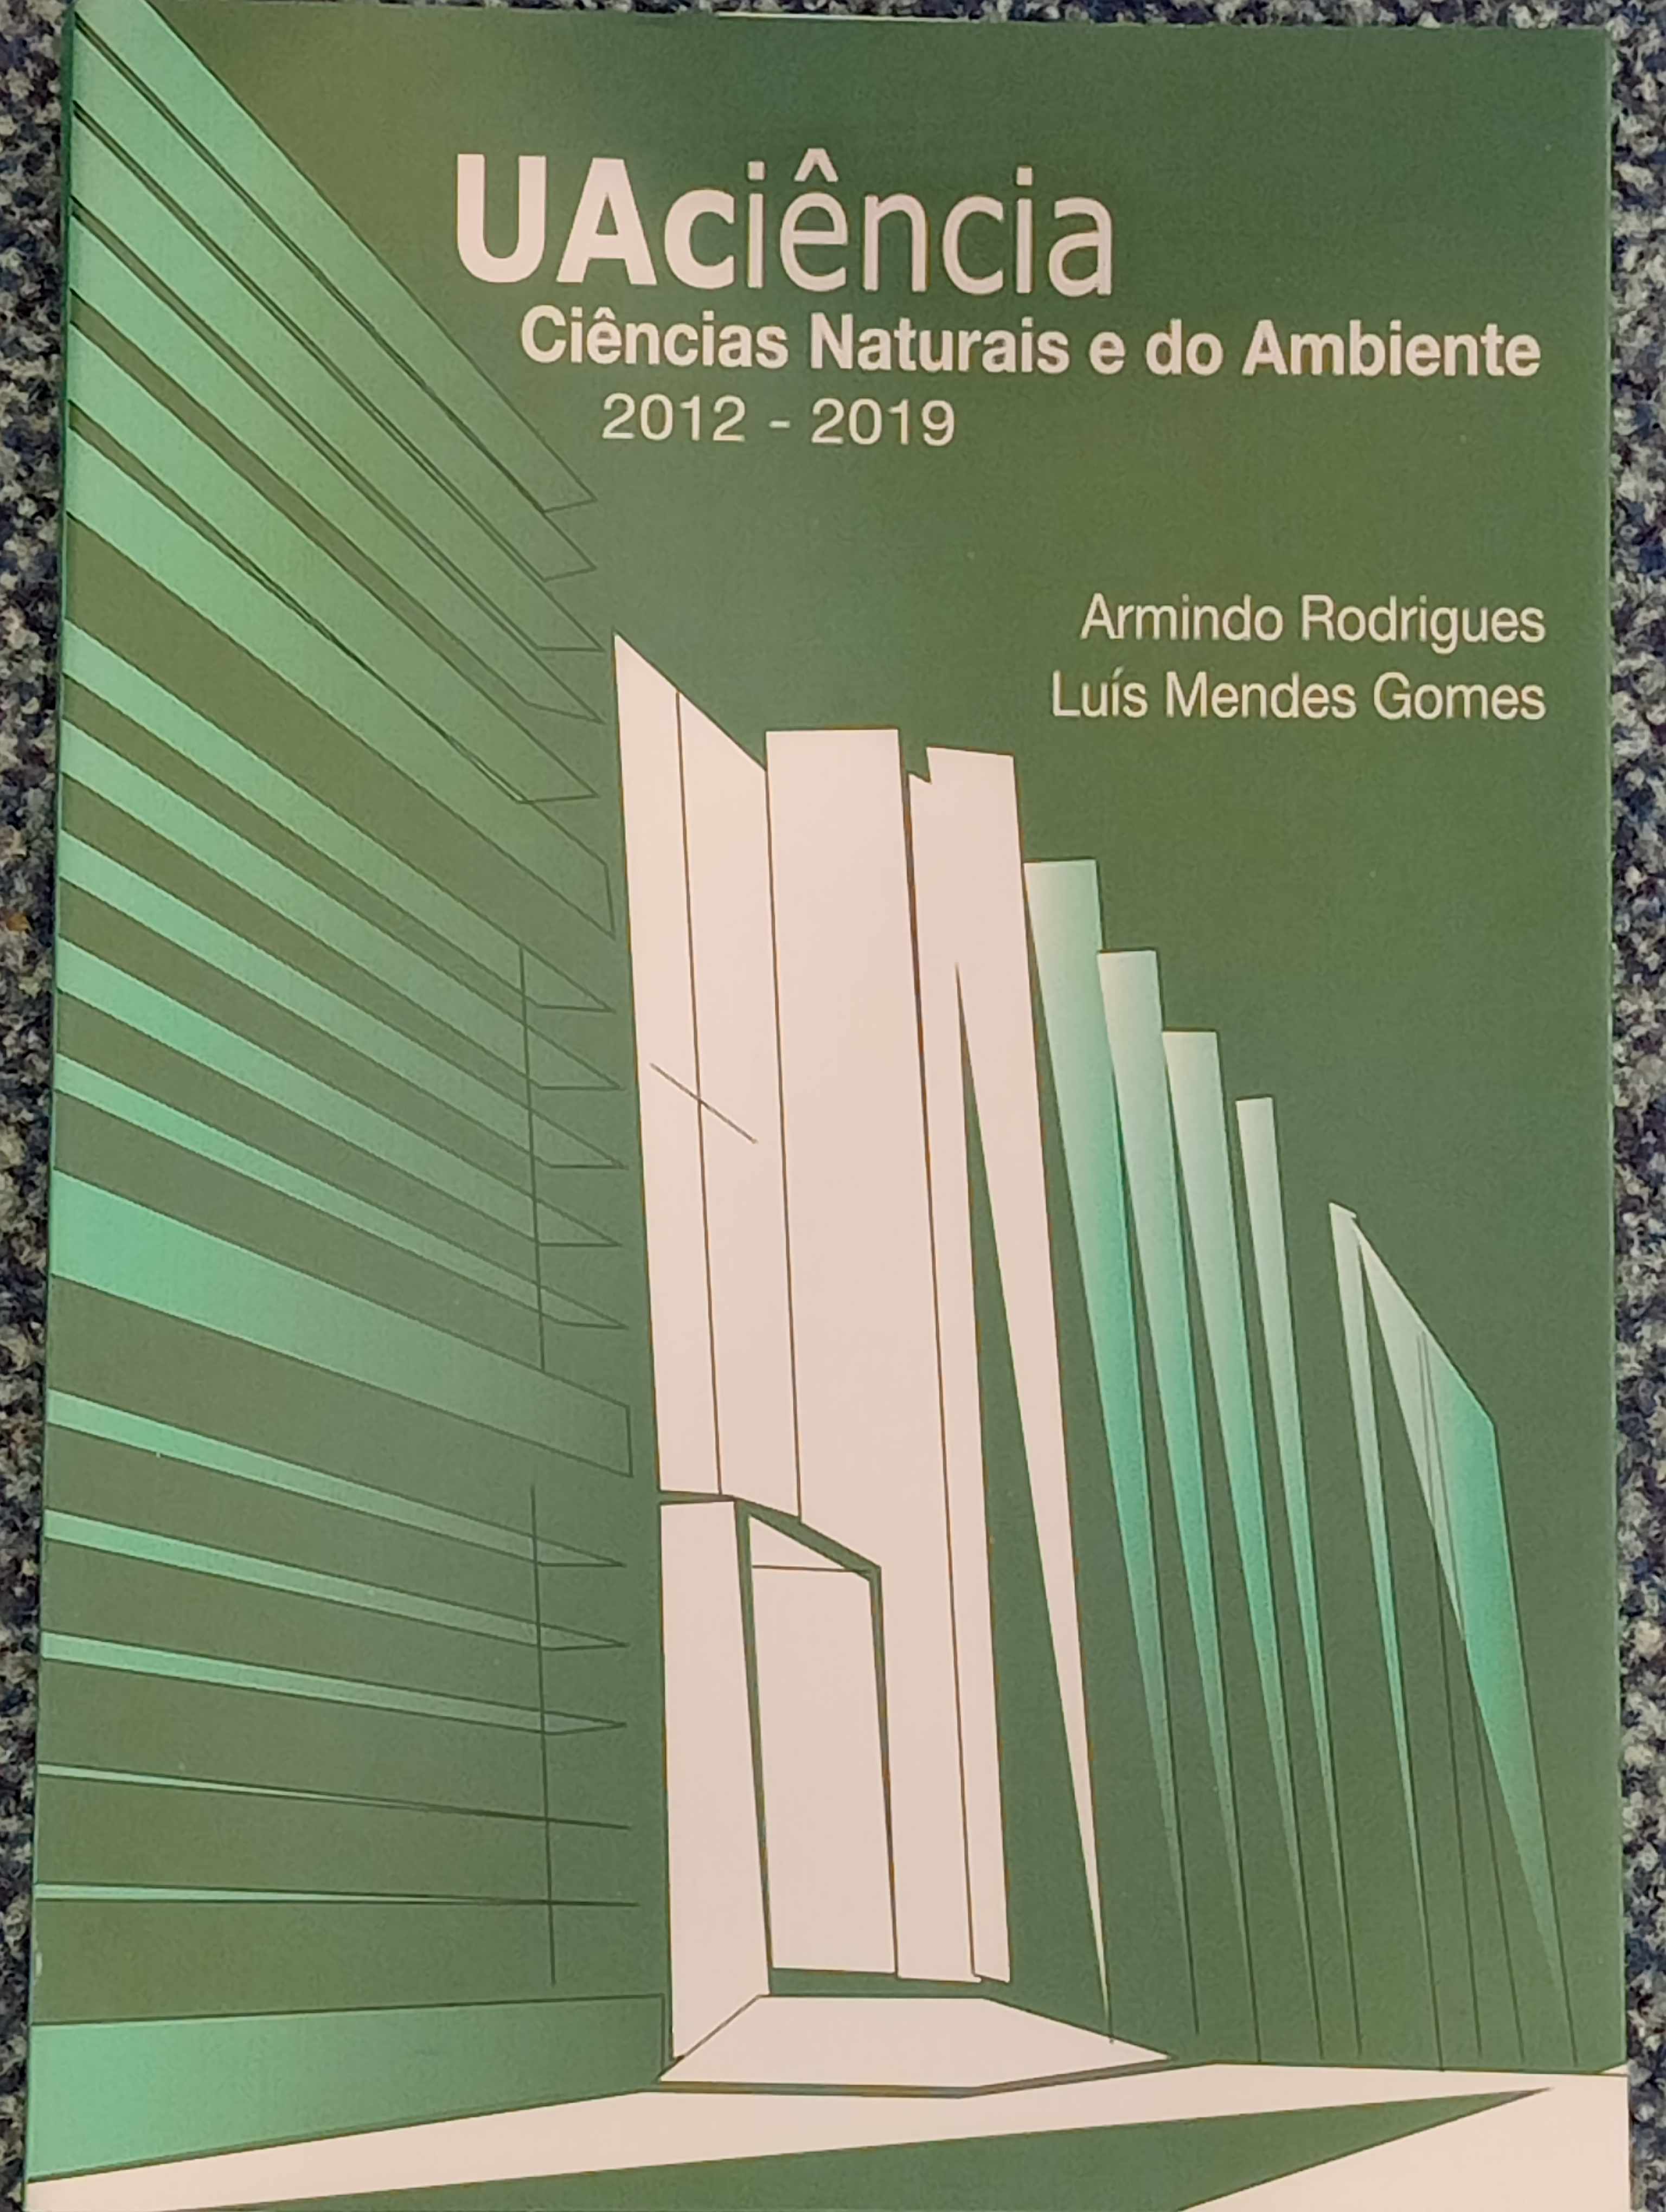 UAciência
Ciências Naturais e do Ambiente
2012 - 2019
Armindo Rodrigues
Luís Mendes Gomes